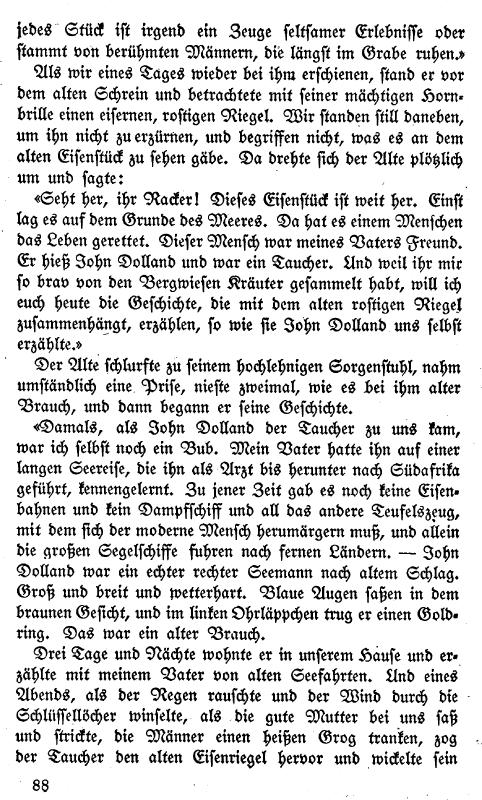 jedes Stück ist irgend ein Zeuge seltsamer Erlebnisse oder
stammt von berühmten Männern, die längst im Grabe ruhen.»
Als wir eines Tages wieder bei ihm erschienen, stand er vor
dem alten Schrein und betrachtete mit seiner mächtigen Horn-
brille einen eisernen, rostigen Riegel. Wir standen still daneben,
um ihn nicht zu erzürnen, und begriffen nicht, was es an dem
alten Eisenstück zu sehen gäbe. Da drehte sich der Alte plötzlich
um und sagte:
«Seht her, ihr Racker! Dieses Eisenstück ist weit her. Einst
lag es auf dem Grunde des Meeres. Da hat es einem Menschen
das Leben gerettet. Dieser Mensch war meines Vaters Freund.
Er hieß John Dolland und war ein Taucher. Und weil ihr mir
so brav von den Bergwiesen Kräuter gesammelt habt, will ich
euch heute die Geschichte, die mit dem alten rostigen Riegel
zusammenhängt, erzählen, so wie sie John Dolland uns selbst
erzählte.»
Der Alte schlurfte zu seinem hochlehnigen Sorgenstuhl, nahm
umständlich eine Prise, nieste zweimal, wie es bei ihm alter
Brauch, und dann begann er seine Geschichte.
«Damals, als John Dolland der Taucher zu uns kam,
war ich selbst noch ein Bub. Mein Vater hatte ihn auf einer
langen Seereise, die ihn als Arzt bis herunter nach Südafrika
geführt, kennengelernt. Zu jener Zeit gab es noch keine Eisen-
bahnen und kein Dampfschiff und all das andere Teufelszeug,
mit dem sich der moderne Mensch herumärgern muß, und allein
die großen Segelschiffe fuhren nach fernen Ländern. — John
Dolland war ein echter rechter Seemann nach altem Schlag.
Groß und breit und wetterhart. Blaue Augen saßen in dem
braunen Gesicht, und im linken Ohrläppchen trug er einen Gold-
ring. Das war ein alter Brauch.
Drei Tage und Nächte wohnte er in unserem Hause und er-
zählte mit meinem Vater von alten Seefahrten. Und eines
Abends, als der Regen rauschte und der Wind durch die
Schlüssellöcher winselte, als die gute Mutter bei uns saß
und strickte, die Männer einen heißen Grog tranken, zog
der Taucher den alten Eisenriegel hervor und wickelte sein
88